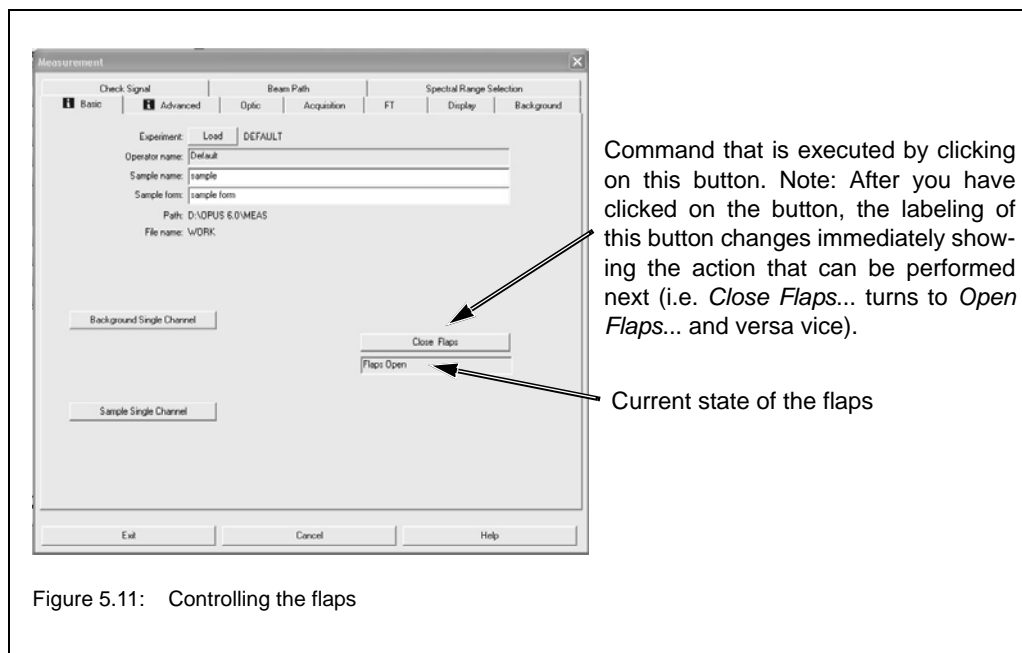 Measurement
Check Signal Beam Path Spectral Range Selection
Basic Advanced Optic Acquisition FT Display Background
Experiment: Load DEFAULT
Operator name: Default
Sample name: sample
Sample form: sample form
Path: D:\OPUS 6.0\MEAS
File name: WORK
Background Single Channel
Close Flaps
Flaps Open
Sample Single Channel
Exit Cancel Help
Command that is executed by clicking
on this button. Note: After you have
clicked on the button, the labeling of
this button changes immediately show-
ing the action that can be performed
next (i.e. Close Flaps... turns to Open
Flaps... and versa vice).
Current state of the flaps
Figure 5.11: Controlling the flaps